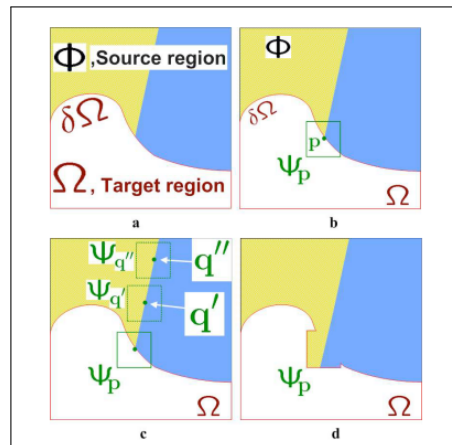 Φ ,Source region
δΩ
Ω, Target region
a
Φ
δΩ
p
Ψp
Ω
b
Ψq″
q″
Ψq′
q′
Ψp
Ω
c
Ψp
Ω
d